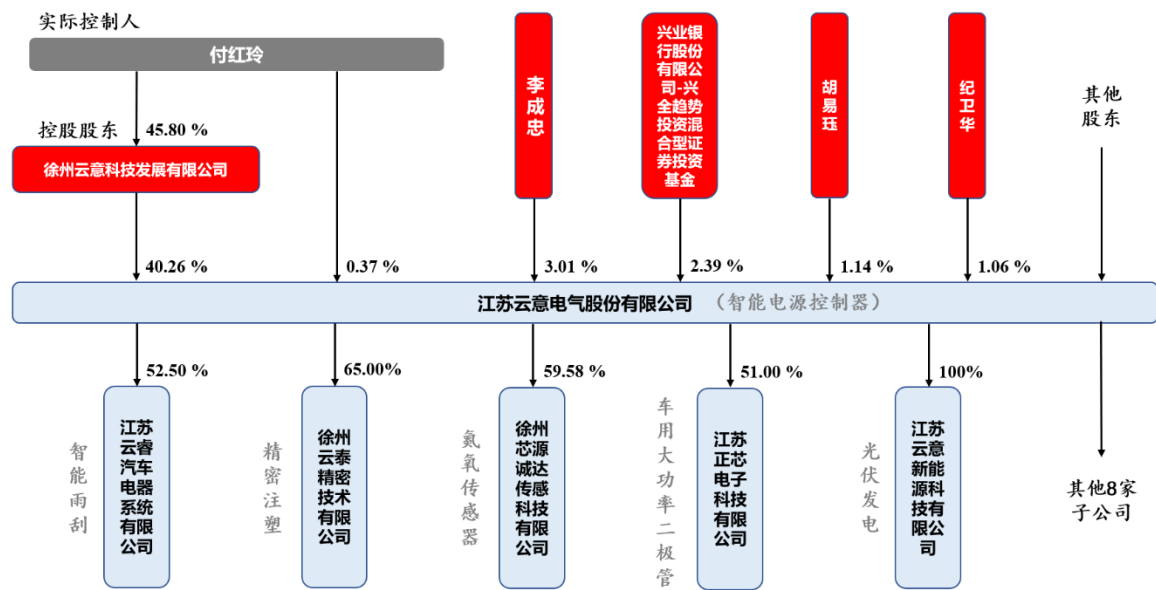 实际控制人
付红玲
控股股东
45.80 %
徐州云意科技发展有限公司
李成忠
兴业银
行股份
有限公
司-兴
全趋势
投资混
合型证
券投资
基金
胡易珏
纪卫华
其他
股东
40.26 %
0.37 %
3.01 %
2.39 %
1.14 %
1.06 %
江苏云意电气股份有限公司 （智能电源控制器）
52.50 %
65.00%
59.58 %
51.00 %
100%
智能雨刮
江苏
云睿
汽车
电器
系统
有限
公司
精密注塑
徐州
云泰
精密
技术
有限
公司
氮氧传感器
徐州
芯源
诚达
传感
科技
有限
公司
车用大功率二极管
江苏
正芯
电子
科技
有限
公司
光伏发电
江苏
云意
新能
源科
技有
限公
司
其他8家
子公司